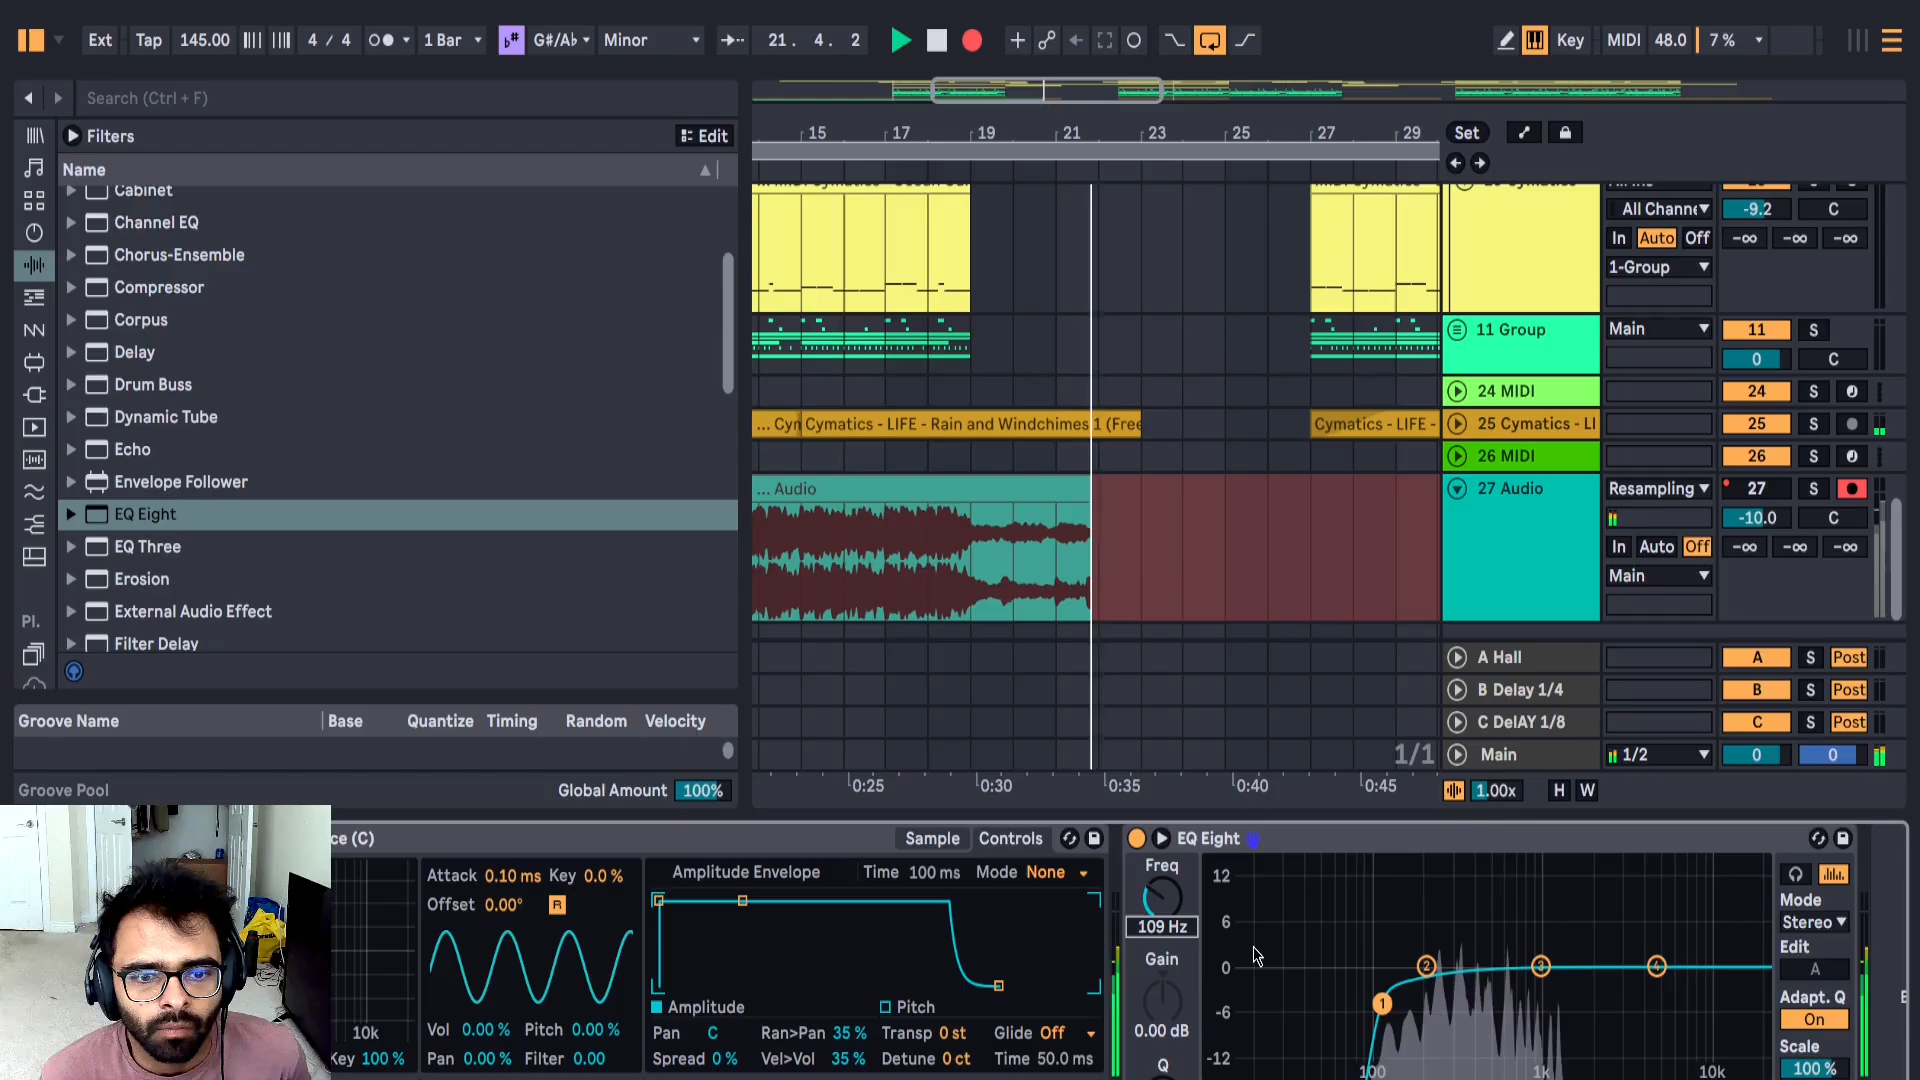 Ext Tap 145.00 4 / 4 1 Bar G#/Ab Minor 21. 4. 2 Key MIDI 48.0 7 %
Search (Ctrl + F)
Filters Edit
Name
Cabinet
Channel EQ
Chorus-Ensemble
Compressor
Corpus
Delay
Drum Buss
Dynamic Tube
Echo
Envelope Follower
EQ Eight
EQ Three
Erosion
External Audio Effect
Filter Delay
Pl.
Groove Name Base Quantize Timing Random Velocity
Groove Pool Global Amount 100%
15 17 19 21 23 25 27 29 Set
All Channe -9.2 C
In Auto Off -∞ -∞ -∞
1-Group
11 Group Main 11 S
0 C
24 MIDI 24 S
... Cyn Cymatics - LIFE - Rain and Windchimes 1 (Free Cymatics - LIFE - 25 Cymatics - LI 25 S
26 MIDI 26 S
... Audio 27 Audio Resampling 27 S
-10.0 C
In Auto Off -∞ -∞ -∞
Main
A Hall A S Post
B Delay 1/4 B S Post
C DelAY 1/8 C S Post
1/1 Main 1/2 0 0
0:25 0:30 0:35 0:40 0:45 1.00x H W
ce (C) Sample Controls EQ Eight
Attack 0.10 ms Key 0.0 % Amplitude Envelope Time 100 ms Mode None Freq 12
Offset 0.00° R 109 Hz 6 Mode
Stereo
Gain 0 2 3 4 Edit
A
1 Adapt. Q
10k Vol 0.00 % Pitch 0.00 % Amplitude Pitch 0.00 dB -6 On
Pan C Ran>Pan 35 % Transp 0 st Glide Off Scale
Key 100 % Pan 0.00 % Filter 0.00 Spread 0 % Vel>Vol 35 % Detune 0 ct Time 50.0 ms Q -12 100 1k 10k 100 %